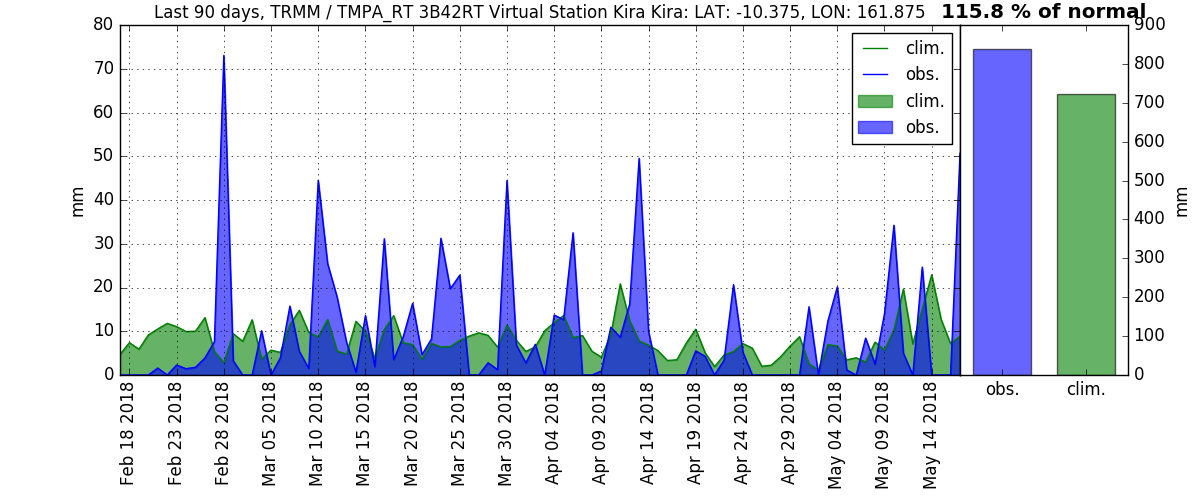 Last 90 days, TRMM / TMPA_RT 3B42RT Virtual Station Kira Kira: LAT: -10.375, LON: 161.875 115.8 % of normal
80
70
60
50
40
30
20
10
0
mm
clim.
obs.
clim.
obs.
900
800
700
600
500
400
300
200
100
0
mm
Feb 18 2018
Feb 23 2018
Feb 28 2018
Mar 05 2018
Mar 10 2018
Mar 15 2018
Mar 20 2018
Mar 25 2018
Mar 30 2018
Apr 04 2018
Apr 09 2018
Apr 14 2018
Apr 19 2018
Apr 24 2018
Apr 29 2018
May 04 2018
May 09 2018
May 14 2018
obs.
clim.